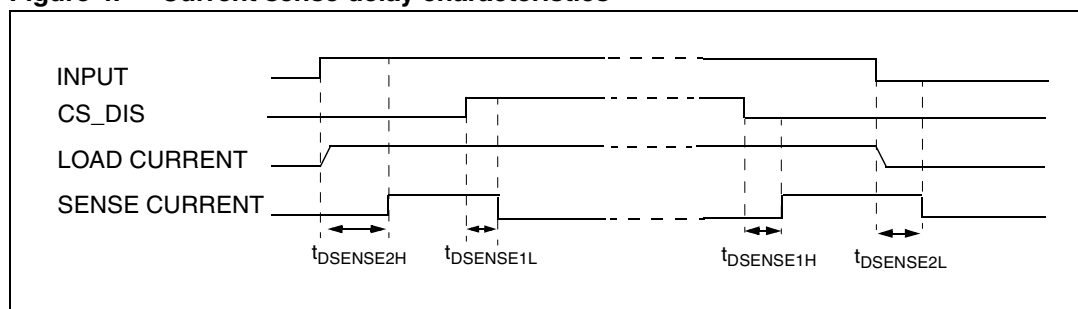 INPUT
CS_DIS
LOAD CURRENT
SENSE CURRENT
tDSENSE2H tDSENSE1L tDSENSE1H tDSENSE2L